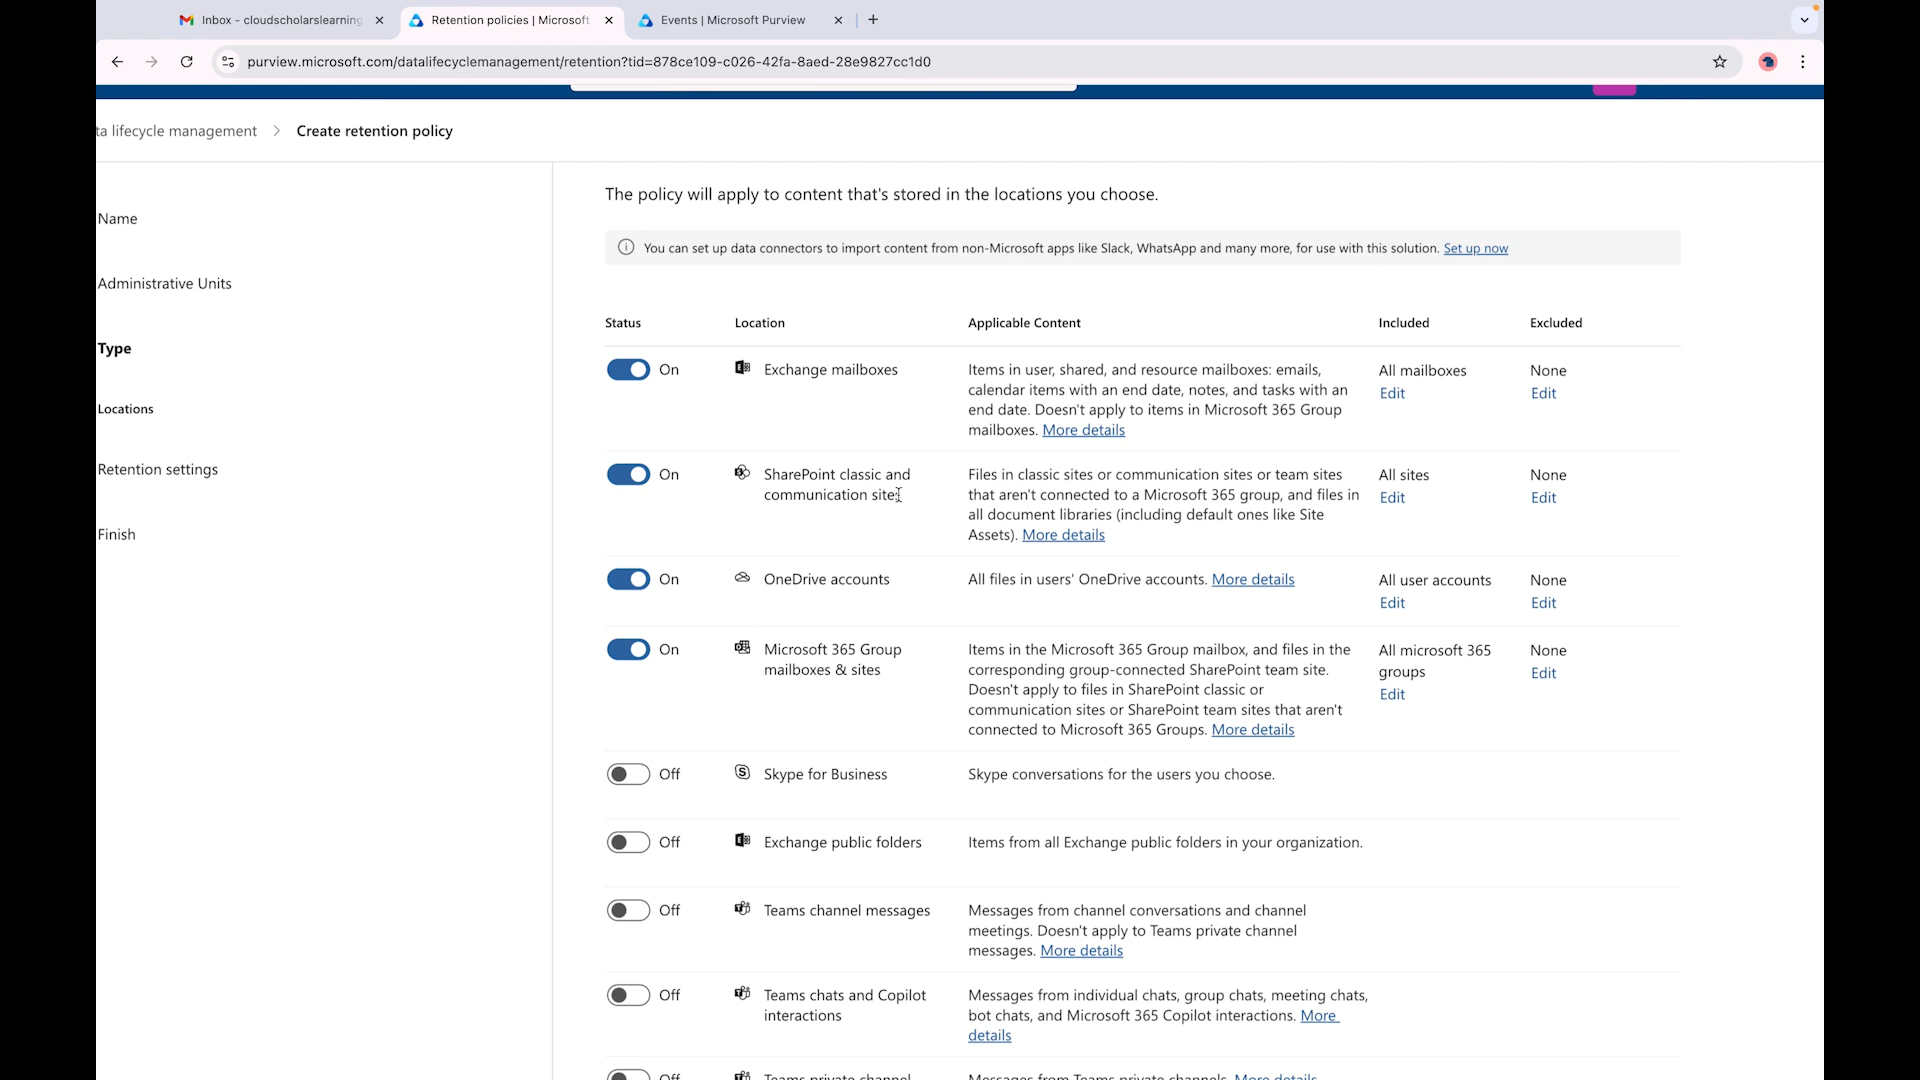 Inbox - cloudscholarslearning
Retention policies | Microsoft
Events | Microsoft Purview
purview.microsoft.com/datalifecyclemanagement/retention?tid=878ce109-c026-42fa-8aed-28e9827cc1d0
ta lifecycle management > Create retention policy
Name
Administrative Units
Type
Locations
Retention settings
Finish
The policy will apply to content that's stored in the locations you choose.
You can set up data connectors to import content from non-Microsoft apps like Slack, WhatsApp and many more, for use with this solution. Set up now
Status Location Applicable Content Included Excluded
On
Exchange mailboxes
Items in user, shared, and resource mailboxes: emails,
calendar items with an end date, notes, and tasks with an
end date. Doesn't apply to items in Microsoft 365 Group
mailboxes. More details
All mailboxes
Edit
None
Edit
On
SharePoint classic and
communication sites
Files in classic sites or communication sites or team sites
that aren't connected to a Microsoft 365 group, and files in
all document libraries (including default ones like Site
Assets). More details
All sites
Edit
None
Edit
On
OneDrive accounts
All files in users' OneDrive accounts. More details
All user accounts
Edit
None
Edit
On
Microsoft 365 Group
mailboxes & sites
Items in the Microsoft 365 Group mailbox, and files in the
corresponding group-connected SharePoint team site.
Doesn't apply to files in SharePoint classic or
communication sites or SharePoint team sites that aren't
connected to Microsoft 365 Groups. More details
All microsoft 365
groups
Edit
None
Edit
Off
Skype for Business
Skype conversations for the users you choose.
Off
Exchange public folders
Items from all Exchange public folders in your organization.
Off
Teams channel messages
Messages from channel conversations and channel
meetings. Doesn't apply to Teams private channel
messages. More details
Off
Teams chats and Copilot
interactions
Messages from individual chats, group chats, meeting chats,
bot chats, and Microsoft 365 Copilot interactions. More
details
Off
Teams private channel
Messages from Teams private channels. More details